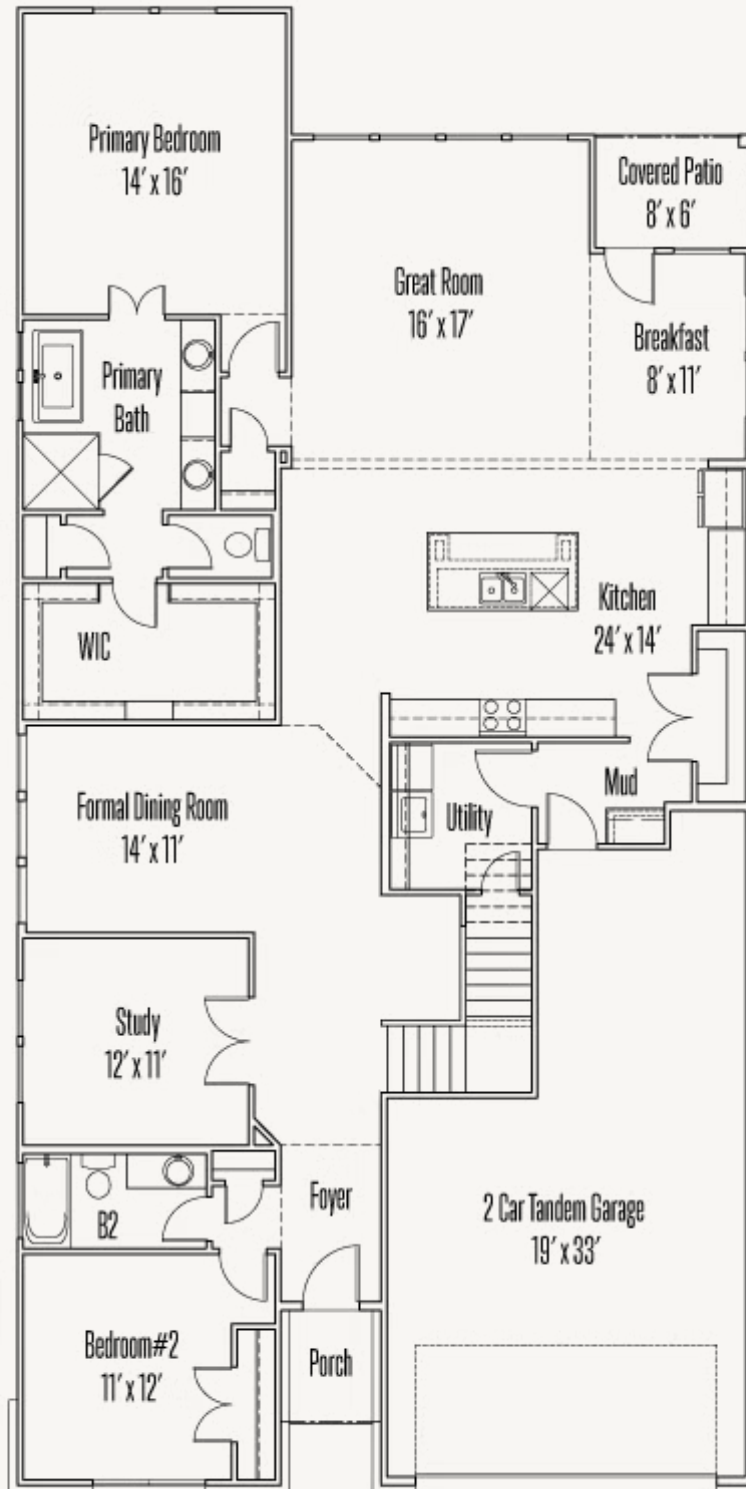 Primary Bedroom
14' x 16'
Covered Patio
8' x 6'
Great Room
16' x 17'
Breakfast
8' x 11'
Primary
Bath
Kitchen
24' x 14'
WIC
Mud
Utility
Formal Dining Room
14' x 11'
Study
12' x 11'
Foyer
B2
2 Car Tandem Garage
19' x 33'
Bedroom#2
11' x 12'
Porch